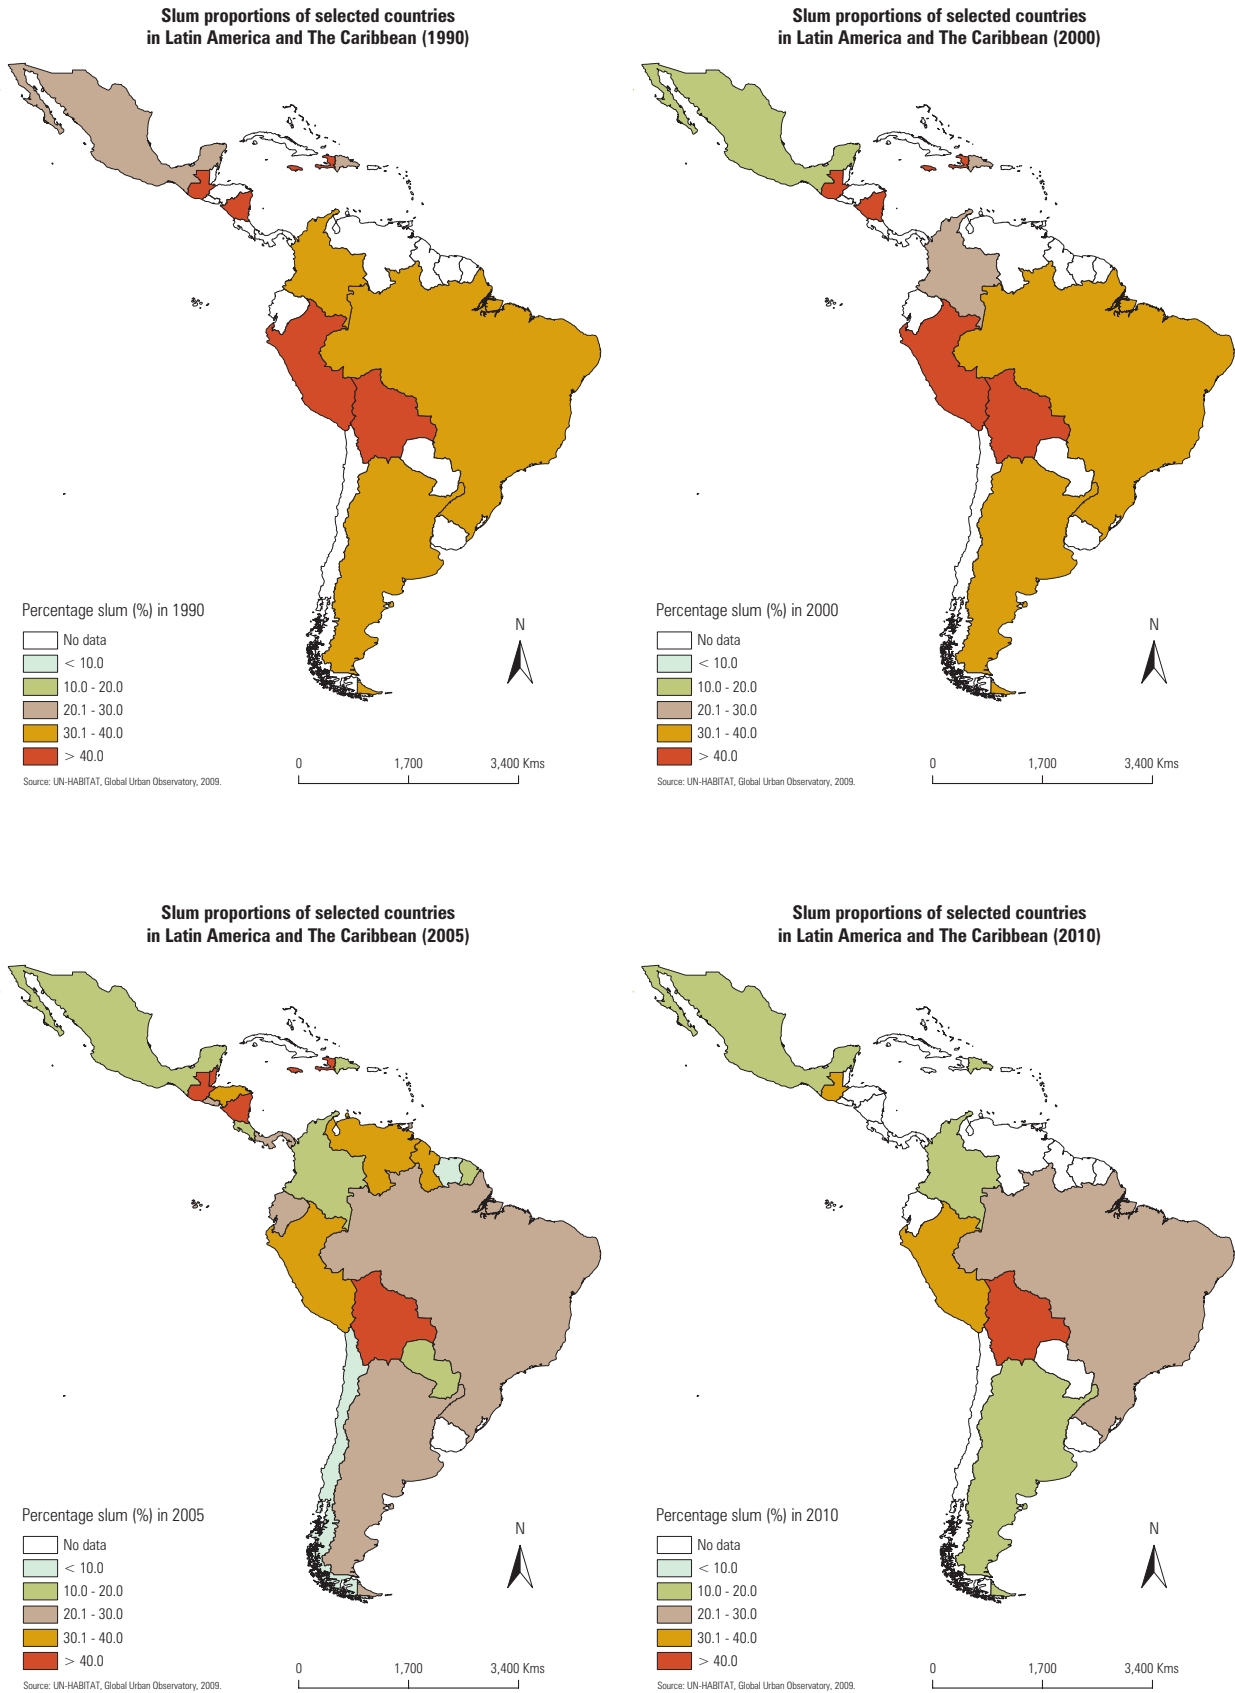 Slum proportions of selected countries
in Latin America and The Caribbean (1990)
Percentage slum (%) in 1990
No data
< 10.0
10.0 - 20.0
20.1 - 30.0
30.1 - 40.0
> 40.0
Source: UN-HABITAT, Global Urban Observatory, 2009.
N
0 1,700 3,400 Kms
Slum proportions of selected countries
in Latin America and The Caribbean (2000)
Percentage slum (%) in 2000
No data
< 10.0
10.0 - 20.0
20.1 - 30.0
30.1 - 40.0
> 40.0
Source: UN-HABITAT, Global Urban Observatory, 2009.
N
0 1,700 3,400 Kms
Slum proportions of selected countries
in Latin America and The Caribbean (2005)
Percentage slum (%) in 2005
No data
< 10.0
10.0 - 20.0
20.1 - 30.0
30.1 - 40.0
> 40.0
Source: UN-HABITAT, Global Urban Observatory, 2009.
N
0 1,700 3,400 Kms
Slum proportions of selected countries
in Latin America and The Caribbean (2010)
Percentage slum (%) in 2010
No data
< 10.0
10.0 - 20.0
20.1 - 30.0
30.1 - 40.0
> 40.0
Source: UN-HABITAT, Global Urban Observatory, 2009.
N
0 1,700 3,400 Kms